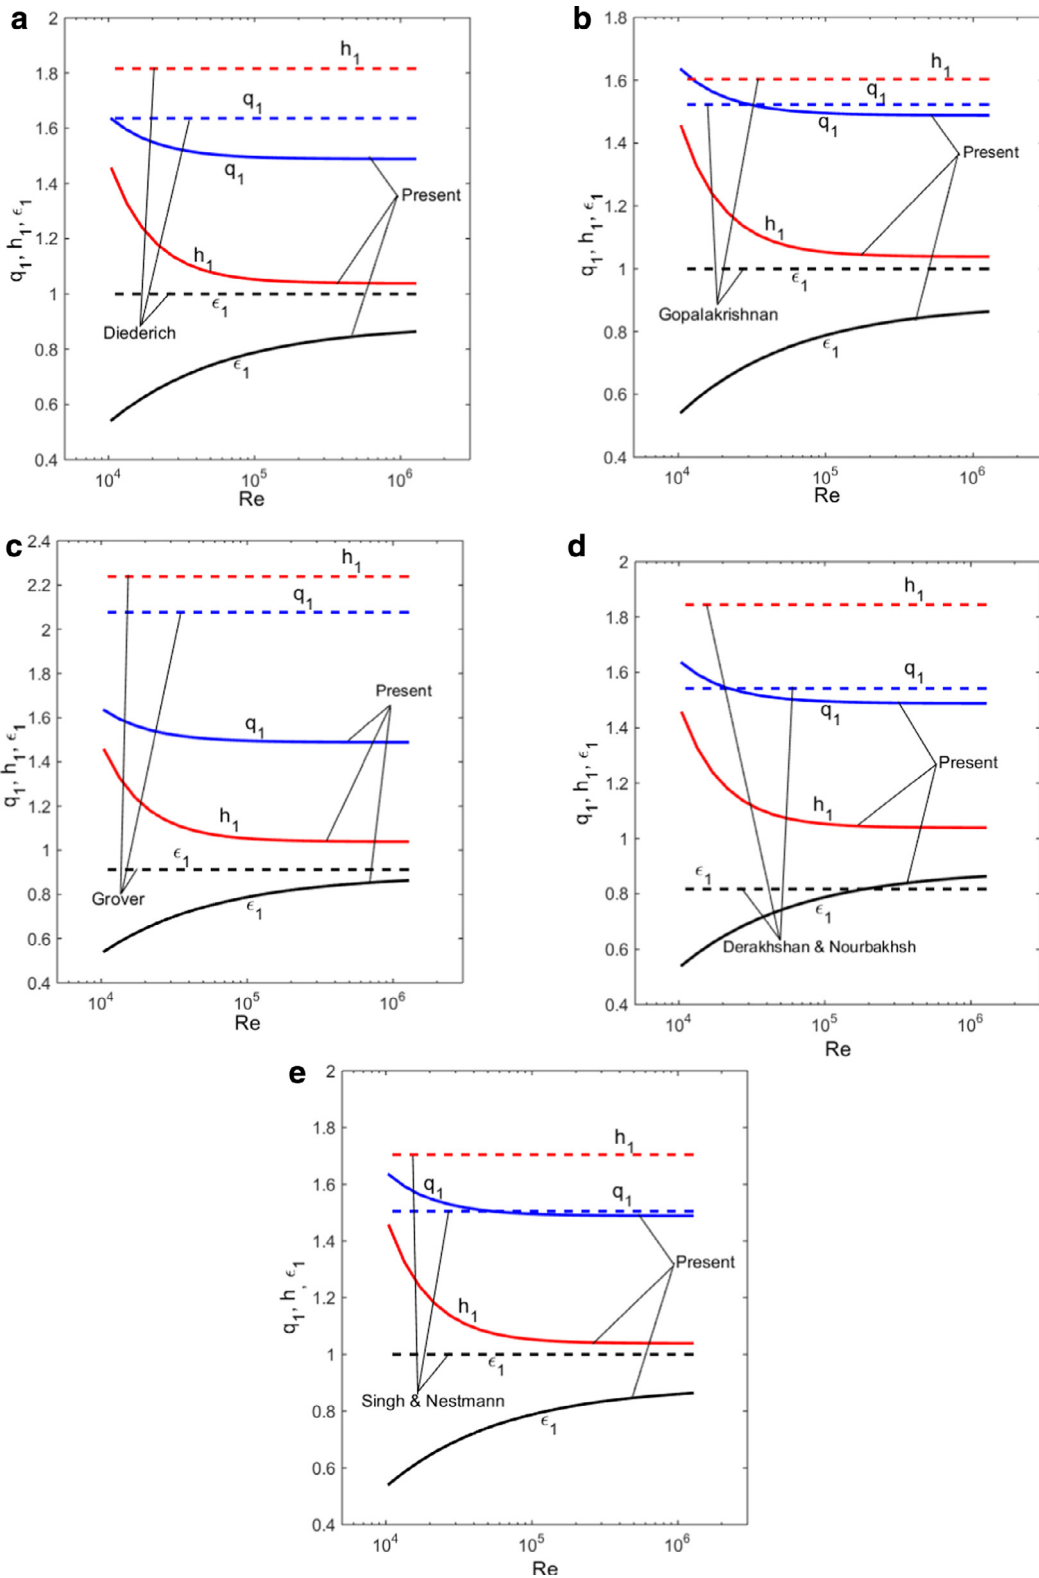 a
2
1.8
1.6
1.4
1.2
1
0.8
0.6
0.4
q1, h1, ϵ1
h1
q1
q1
Present
h1
ϵ1
Diederich
ϵ1
10^4
10^5
10^6
Re
b
1.8
1.6
1.4
1.2
1
0.8
0.6
0.4
q1, h1, ϵ1
h1
q1
q1
Present
h1
ϵ1
Gopalakrishnan
ϵ1
10^4
10^5
10^6
Re
c
2.4
2.2
2
1.8
1.6
1.4
1.2
1
0.8
0.6
0.4
q1, h1, ϵ1
h1
q1
Present
q1
h1
ϵ1
Grover
ϵ1
10^4
10^5
10^6
Re
d
2
1.8
1.6
1.4
1.2
1
0.8
0.6
0.4
q1, h1, ϵ1
h1
q1
q1
Present
h1
ϵ1
ϵ1
Derakhshan & Nourbakhsh
10^4
10^5
10^6
Re
e
2
1.8
1.6
1.4
1.2
1
0.8
0.6
0.4
q1, h, ϵ1
h1
q1
q1
Present
h1
ϵ1
Singh & Nestmann
ϵ1
10^4
10^5
10^6
Re